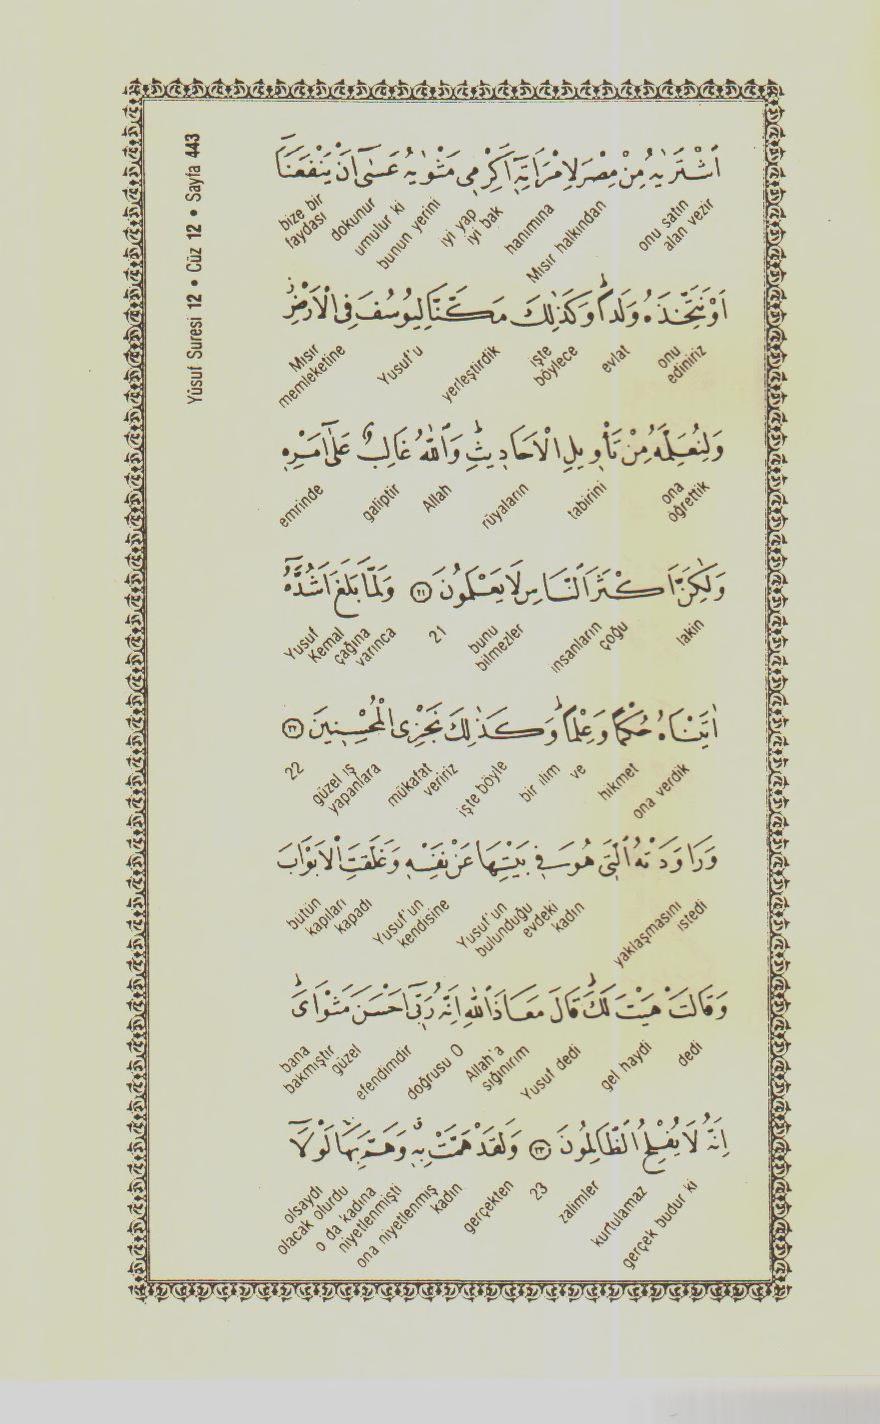 Yüsuf Suresi 12 • Cüz 12 • Sayfa 443
اَشْتَرٰيهُ مِنْ مِصْرَ لِامْرَاَتِهٖٓ اَكْرِمٖي مَثْوٰيهُ عَسٰٓى اَنْ يَنْفَعَنَٓا
onu satın alan vezir Mısır halkından hanımına iyi yap iyi bak bunun yerini umulur ki dokunur bize bir faydası
اَوْ نَتَّخِذَهُ وَلَداًؕ وَكَذٰلِكَ مَكَّنَّا لِيُوسُفَ فِى الْاَرْضِؗ
onu ediniriz evlat işte böylece yerleştirdik Yusuf'u Mısır memleketine
وَلِنُعَلِّمَهُ مِنْ تَأْوٖيلِ الْاَحَادٖيثِؕ وَاللّٰهُ غَالِبٌ عَلٰٓى اَمْرِهٖ
ona öğrettik tabirini rüyaların Allah galiptir emrinde
وَلٰكِنَّ اَكْثَرَ النَّاسِ لَا يَعْلَمُونَ ﴿٢١﴾ وَلَمَّا بَلَغَ اَشُدَّهُٓ
lakin çoğu insanların bunu bilmezler 21 Yusuf Kemal çağına varınca
اٰتَيْنَاهُ حُكْماً وَعِلْماًؕ وَكَذٰلِكَ نَجْزِى الْمُحْسِنٖينَ ﴿٢٢﴾
ona verdik hikmet ve bir ilim işte böyle mükafat veririz güzel iş yapanlara 22
وَرَاوَدَتْهُ الَّتٖى هُوَ فٖى بَيْتِهَا عَنْ نَفْسِهٖ وَغَلَّقَتِ الْاَبْوَابَ
yaklaşmasını istedi kadın Yusuf'un bulunduğu evdeki Yusuf'un kendisine bütün kapıları kapadı
وَقَالَتْ هَيْتَ لَكَؕ قَالَ مَعَاذَ اللّٰهِ اِنَّهُ رَبّٖٓى اَحْسَنَ مَثْوَاىَؕ
dedi gel haydi Yusuf dedi Allah'a sığınırım doğrusu O efendimdir güzel bakmıştır bana
اِنَّهُ لَا يُفْلِحُ الظَّالِمُونَ ﴿٢٣﴾ وَلَقَدْ هَمَّتْ بِهٖۚ وَهَمَّ بِهَاۚ لَوْلَٓا
gerçek budur ki kurtulamaz zalimler 23 gerçekten kadın ona niyetlenmiş niyetlenmişti o da kadına olacak olurdu olsaydı